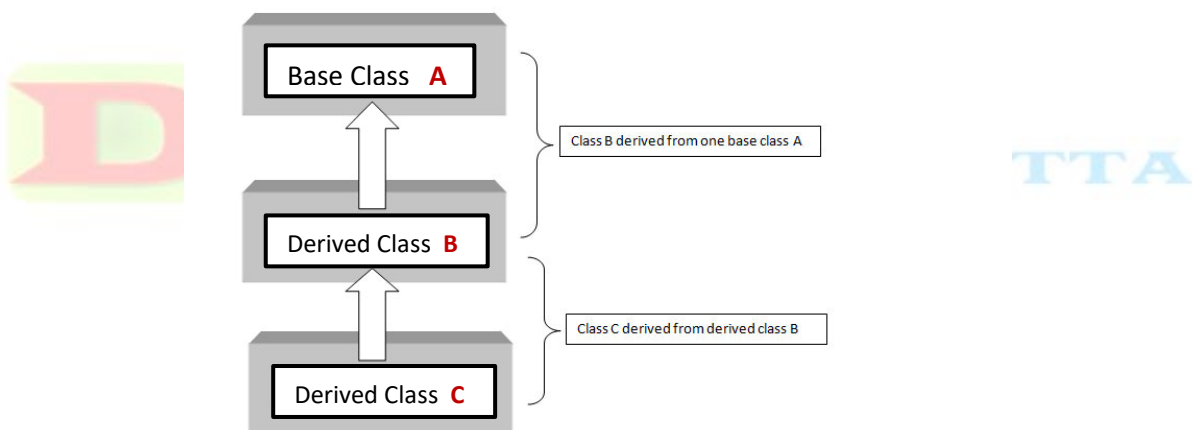 Base Class A
Class B derived from one base class A
D
TTA
Derived Class B
Class C derived from derived class B
Derived Class C